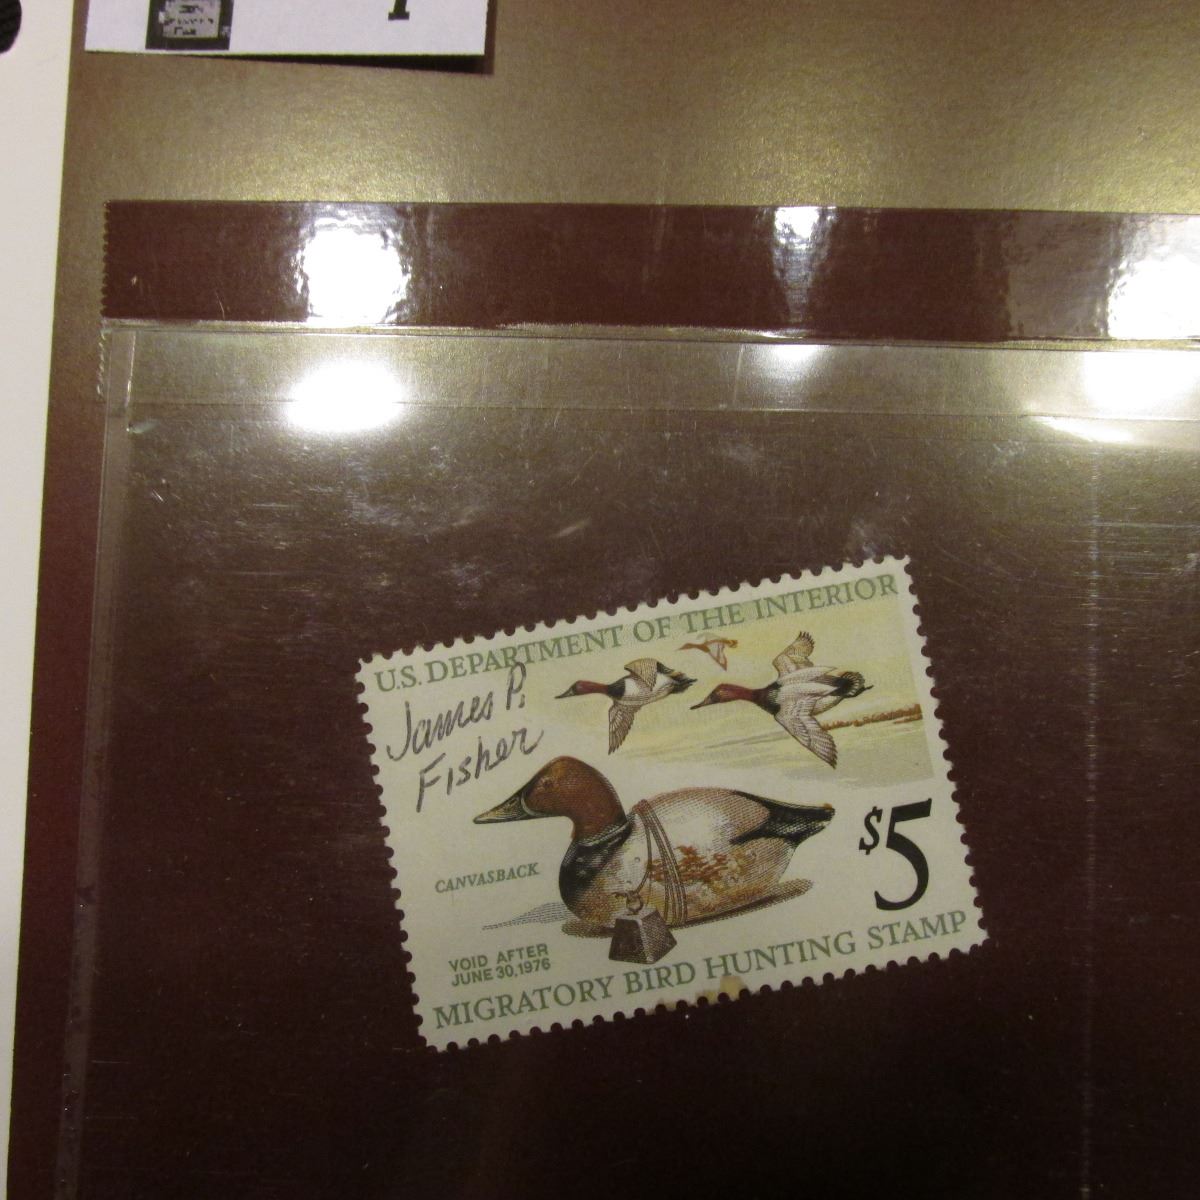 U.S. DEPARTMENT OF THE INTERIOR
James P.
Fisher
CANVASBACK
$5
VOID AFTER
JUNE 30, 1976
MIGRATORY BIRD HUNTING STAMP